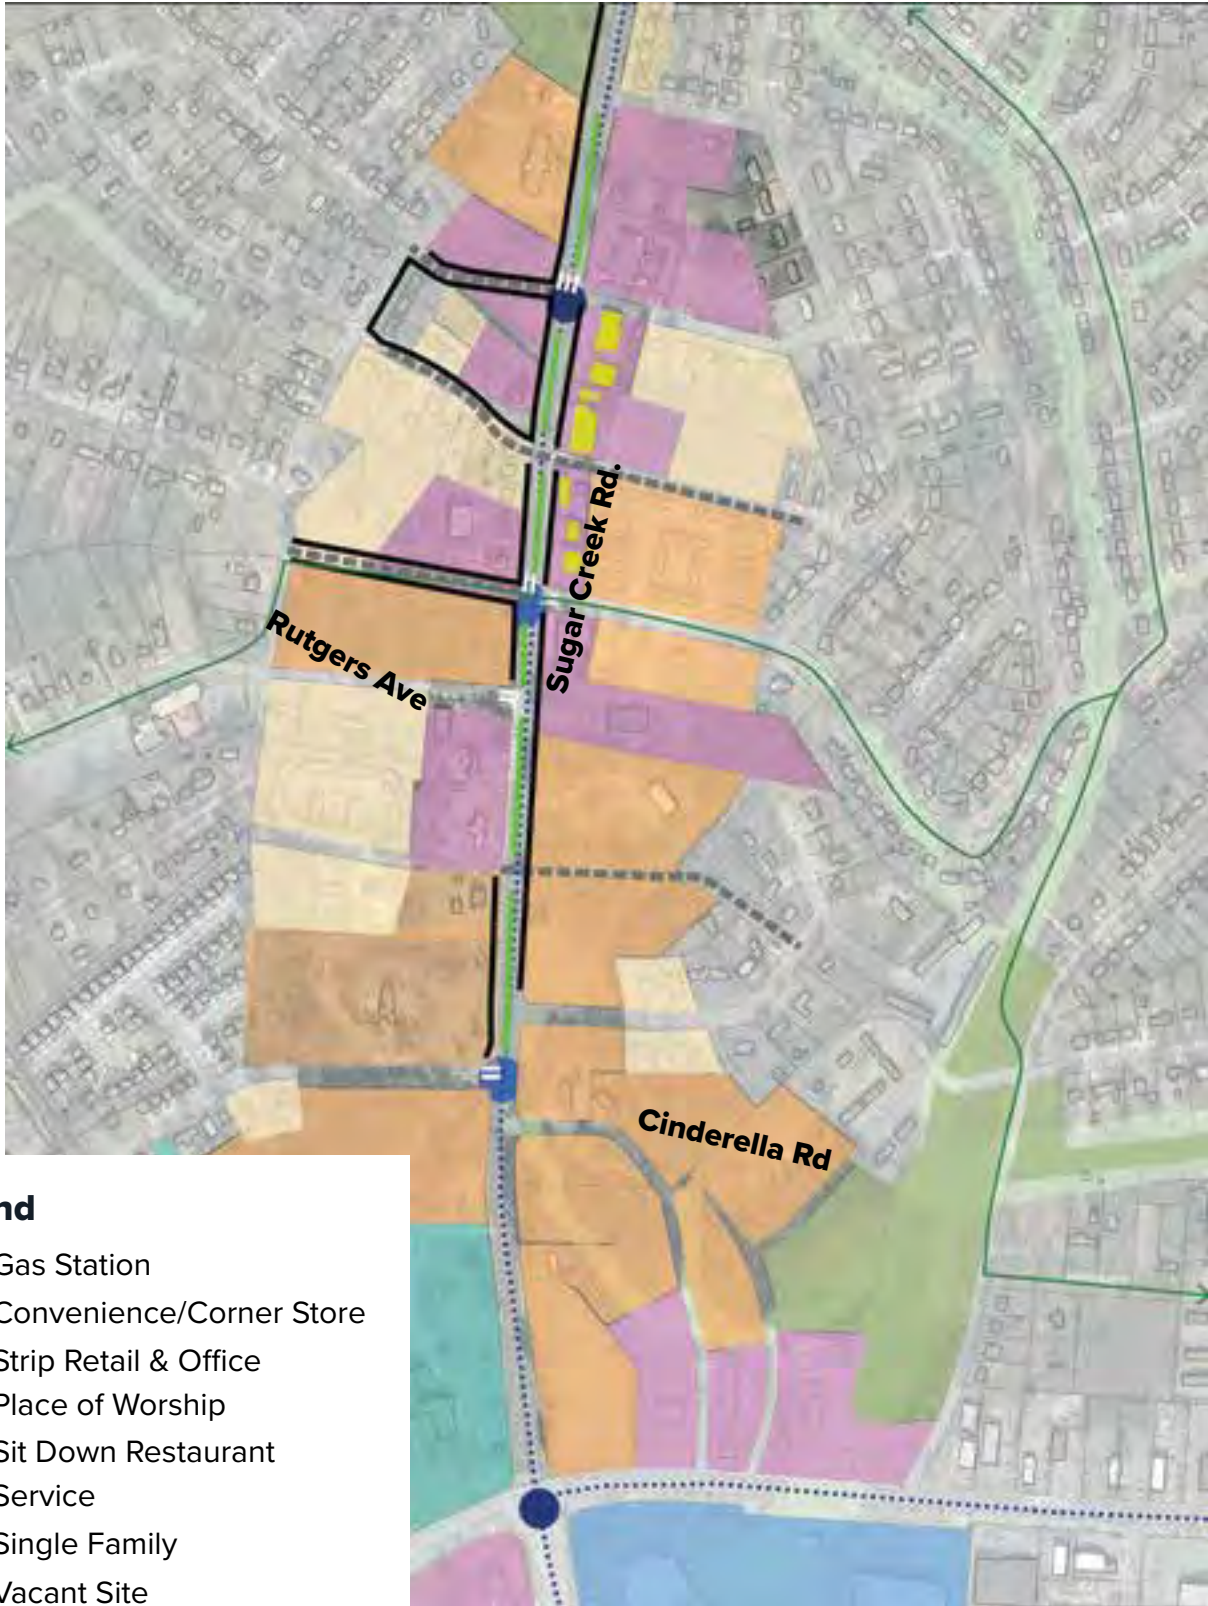 Sugar Creek Rd.
Rutgers Ave
Cinderella Rd
nd
Gas Station
Convenience/Corner Store
Strip Retail & Office
Place of Worship
Sit Down Restaurant
Service
Single Family
Vacant Site